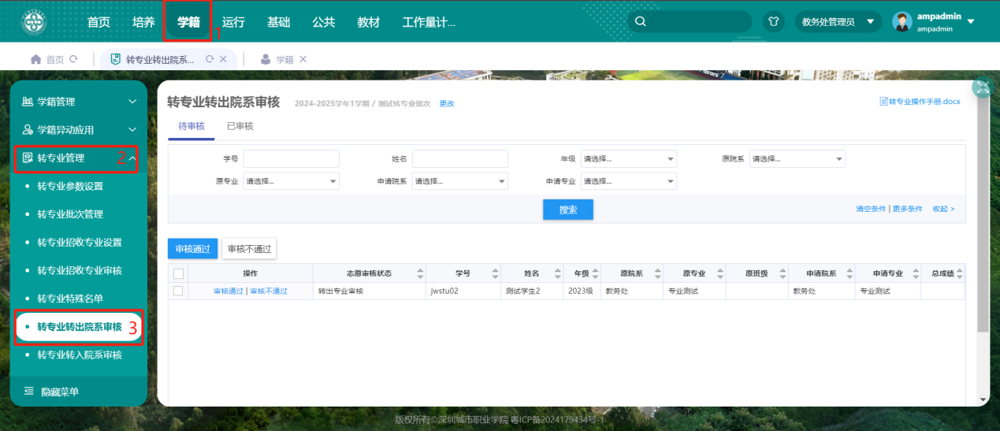 首页 培养 学籍 运行 基础 公共 教材 工作量计... 教务处管理员 ampadmin
1 ampadmin
首页 转专业转出院系... 学籍
学籍管理
学籍异动应用
转专业管理 2
转专业参数设置
转专业批次管理
转专业招收专业设置
转专业招收专业审核
转专业特殊名单
转专业转出院系审核 3
转专业转入院系审核
隐藏菜单
转专业转出院系审核 2024-2025学年1学期 / 测试转专业批次 更改 转专业操作手册.docx
待审核 已审核
学号 姓名 年级 请选择... 原院系 请选择...
原专业 请选择... 申请院系 请选择... 申请专业 请选择...
搜索 清空条件 | 更多条件 收起 >
审核通过 审核不通过
操作 志愿审核状态 学号 姓名 年级 原院系 原专业 原班级 申请院系 申请专业 总成绩
审核通过 | 审核不通过 转出专业审核 jwstu02 测试学生2 2023级 教务处 专业测试 教务处 专业测试
版权所有©深圳城市职业学院 粤ICP备2024179434号-1